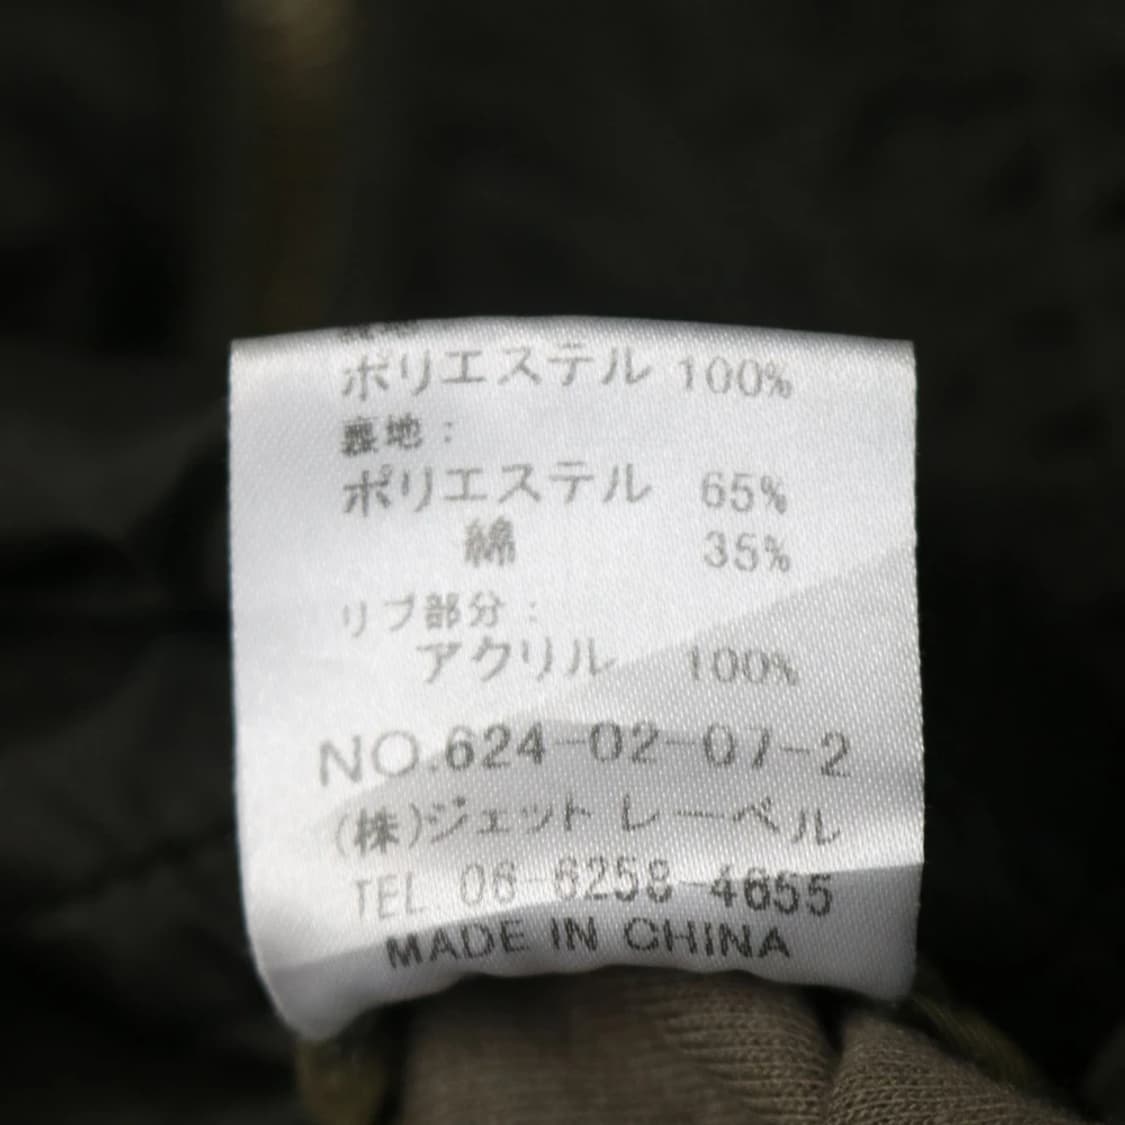 ポリエステル 100%
裏地:
ポリエステル 65%
綿 35%
リブ部分:
アクリル 100%
NO.624-02-07-2
(株)ジェットレーベル
TEL 06-6258-4655
MADE IN CHINA